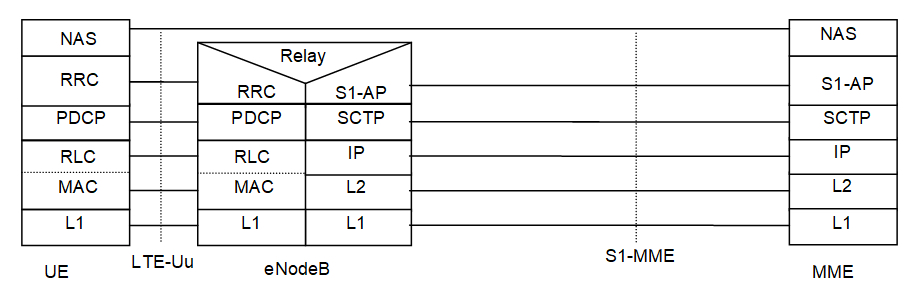 NAS
RRC
PDCP
RLC
MAC
L1
UE
LTE-Uu
Relay
RRC S1-AP
PDCP SCTP
RLC IP
MAC L2
L1 L1
eNodeB
S1-MME
NAS
S1-AP
SCTP
IP
L2
L1
MME